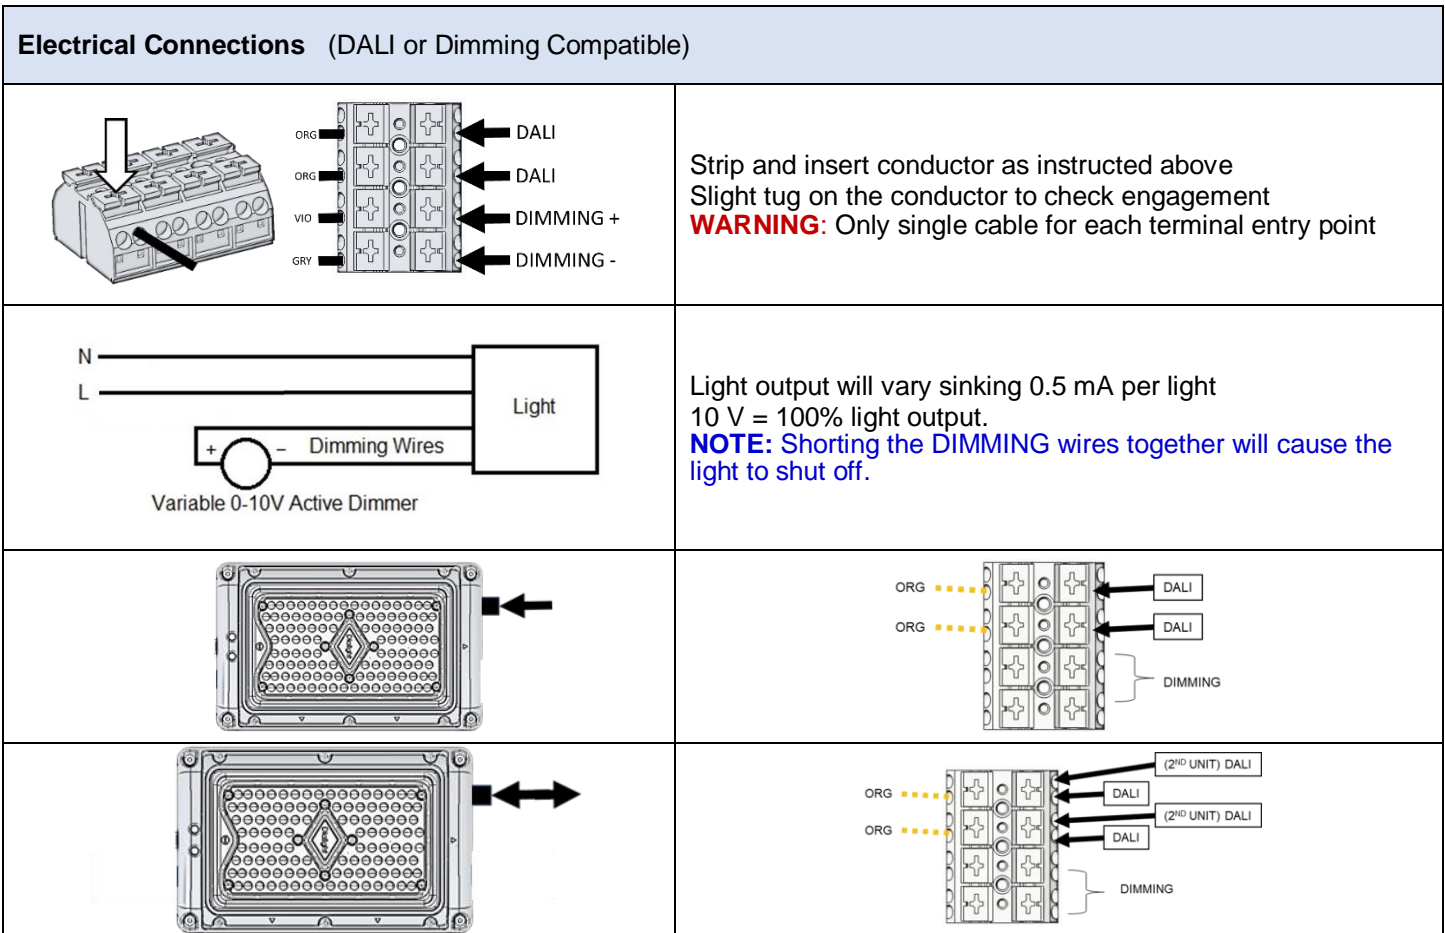 Electrical Connections (DALI or Dimming Compatible)
ORG DALI
ORG DALI
VIO DIMMING +
GRY DIMMING -
Strip and insert conductor as instructed above
Slight tug on the conductor to check engagement
WARNING: Only single cable for each terminal entry point
N
L
Light
+ – Dimming Wires
Variable 0-10V Active Dimmer
Light output will vary sinking 0.5 mA per light
10 V = 100% light output.
NOTE: Shorting the DIMMING wires together will cause the
light to shut off.
Dialight
ORG DALI
ORG DALI
DIMMING
Dialight
(2ND UNIT) DALI
ORG DALI
(2ND UNIT) DALI
ORG DALI
DIMMING